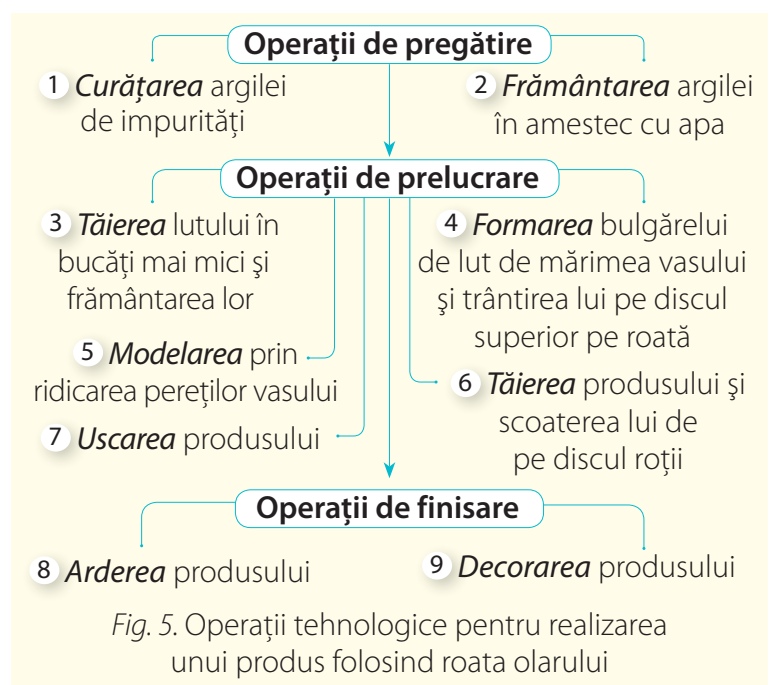 Operații de pregătire
1 Curățarea argilei
de impurități
2 Frământarea argilei
în amestec cu apa
Operații de prelucrare
3 Tăierea lutului în
bucăți mai mici şi
frământarea lor
4 Formarea bulgărelui
de lut de mărimea vasului
şi trântirea lui pe discul
superior pe roată
5 Modelarea prin
ridicarea pereților vasului
6 Tăierea produsului şi
scoaterea lui de
pe discul roții
7 Uscarea produsului
Operații de finisare
8 Arderea produsului
9 Decorarea produsului
Fig. 5. Operații tehnologice pentru realizarea
unui produs folosind roata olarului